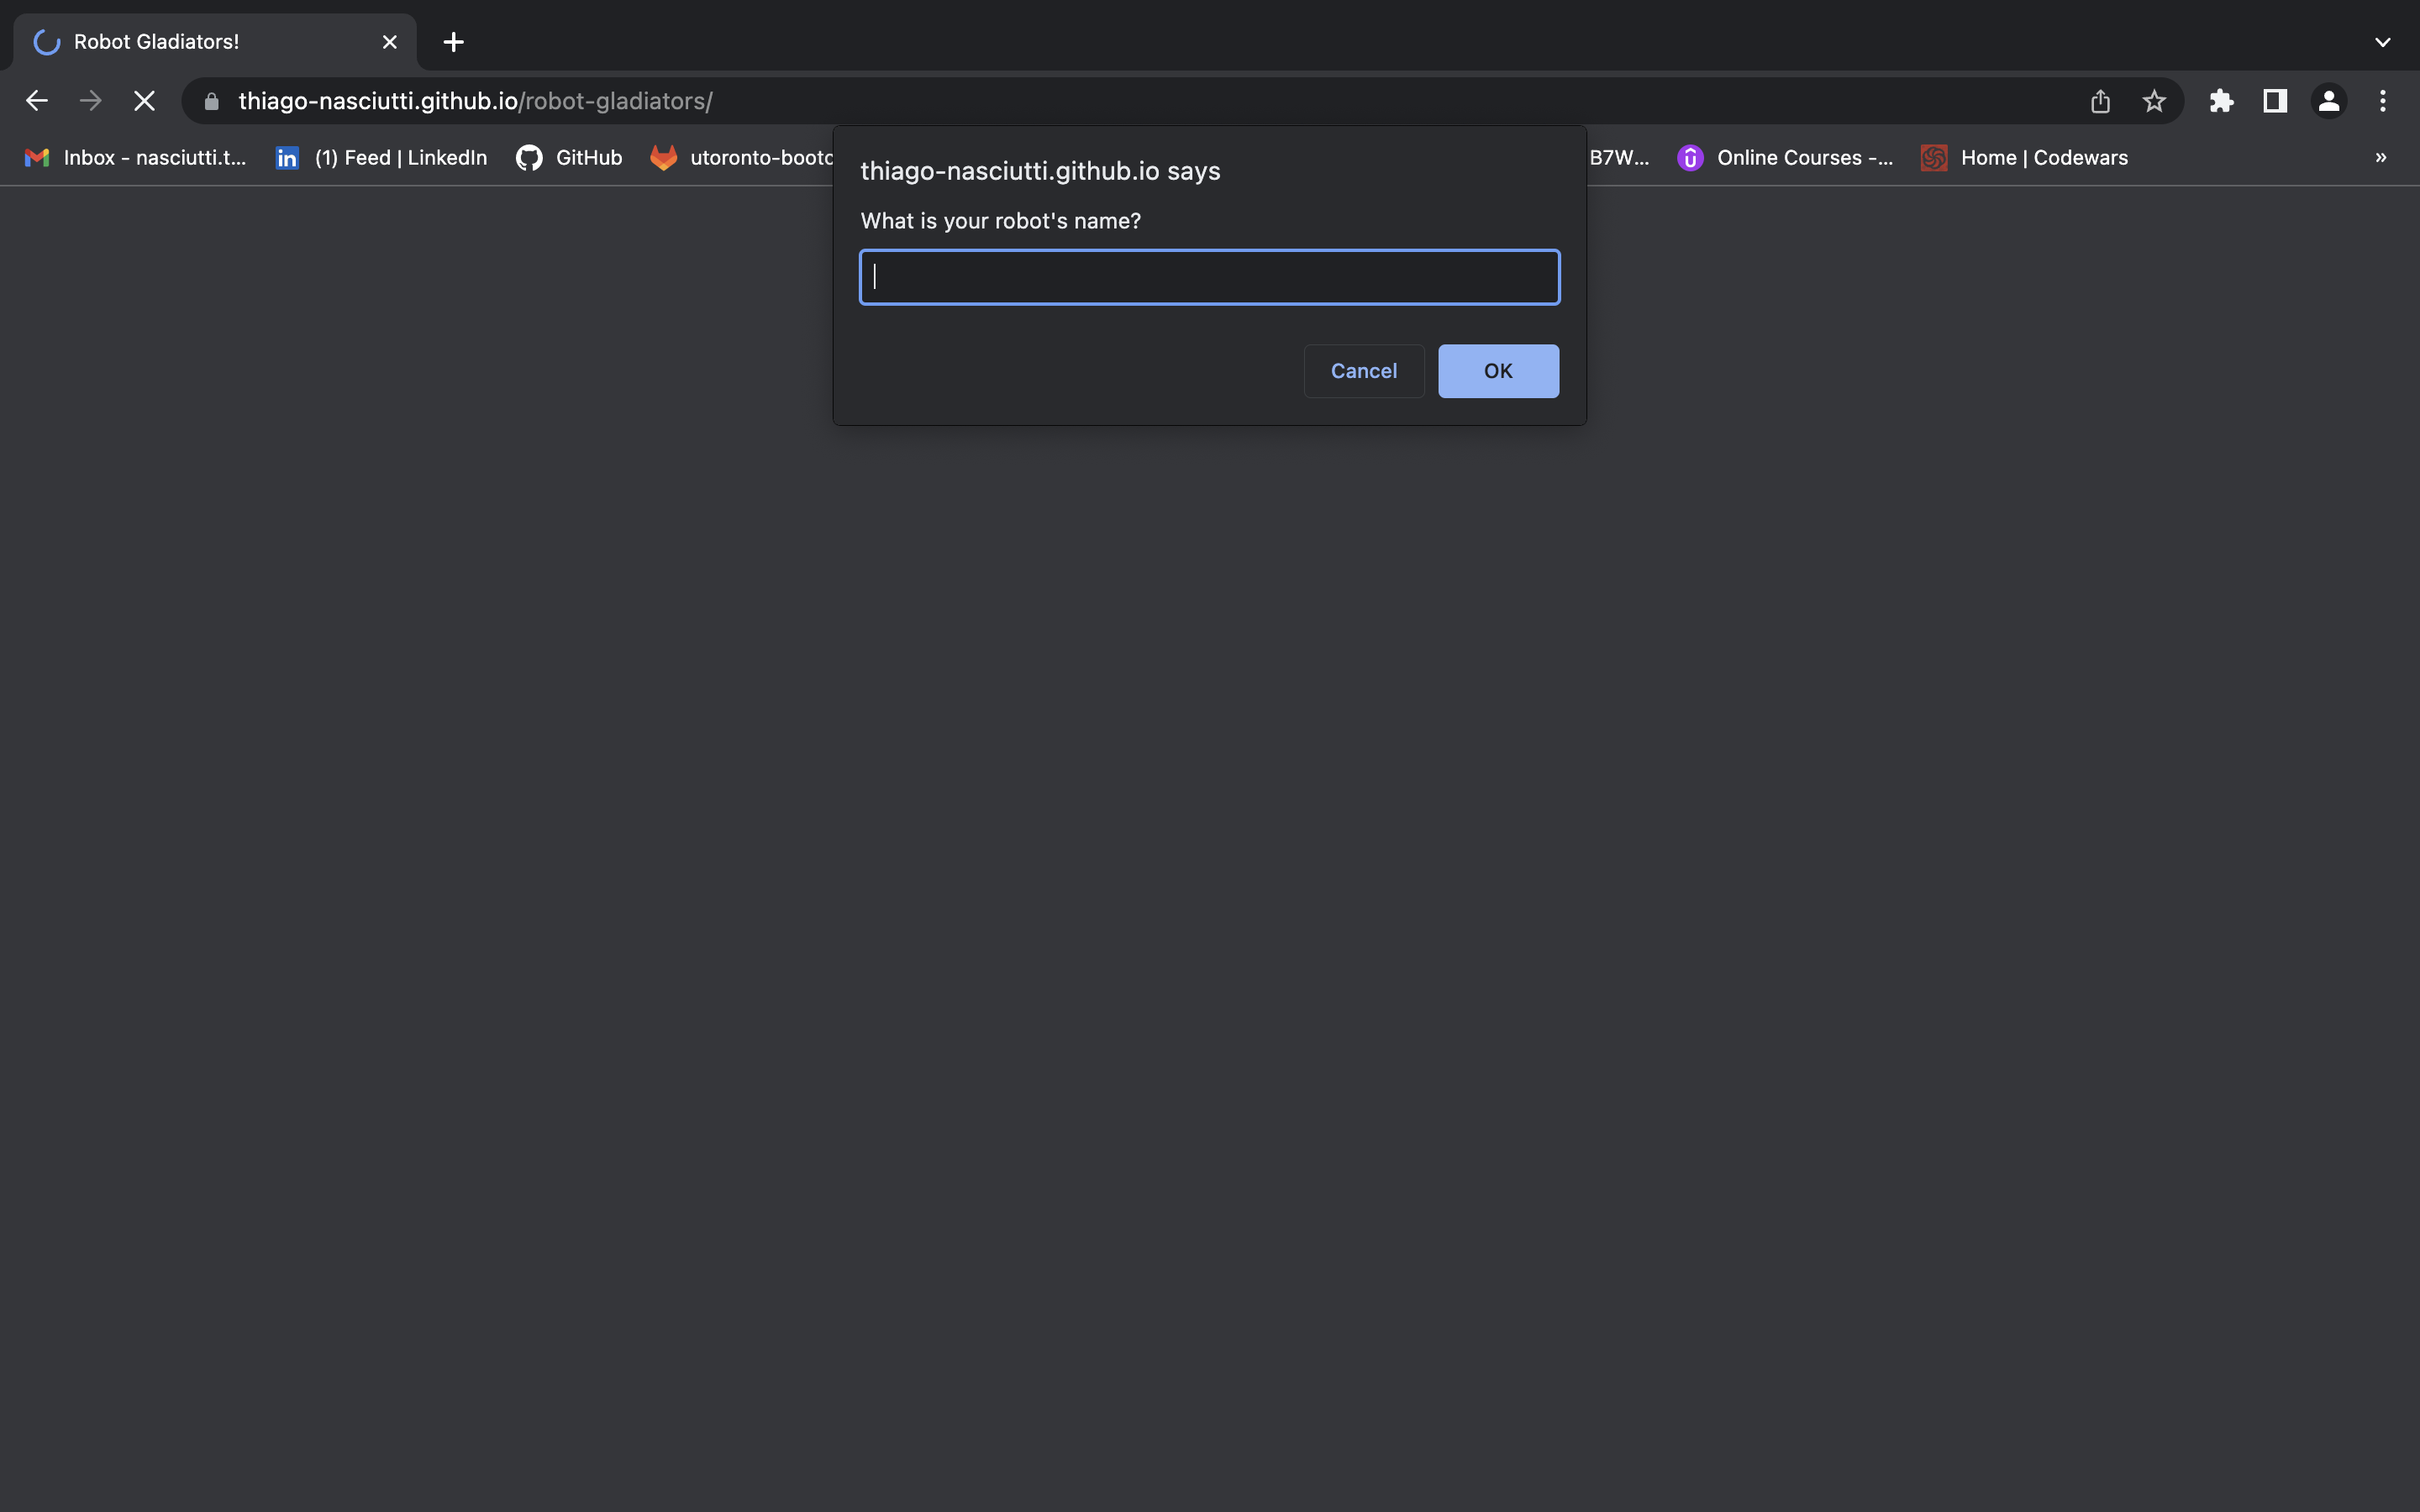 Robot Gladiators!
thiago-nasciutti.github.io/robot-gladiators/
Inbox - nasciutti.t... (1) Feed | LinkedIn GitHub utoronto-bootc B7W... Online Courses -... Home | Codewars »
thiago-nasciutti.github.io says
What is your robot's name?
Cancel OK